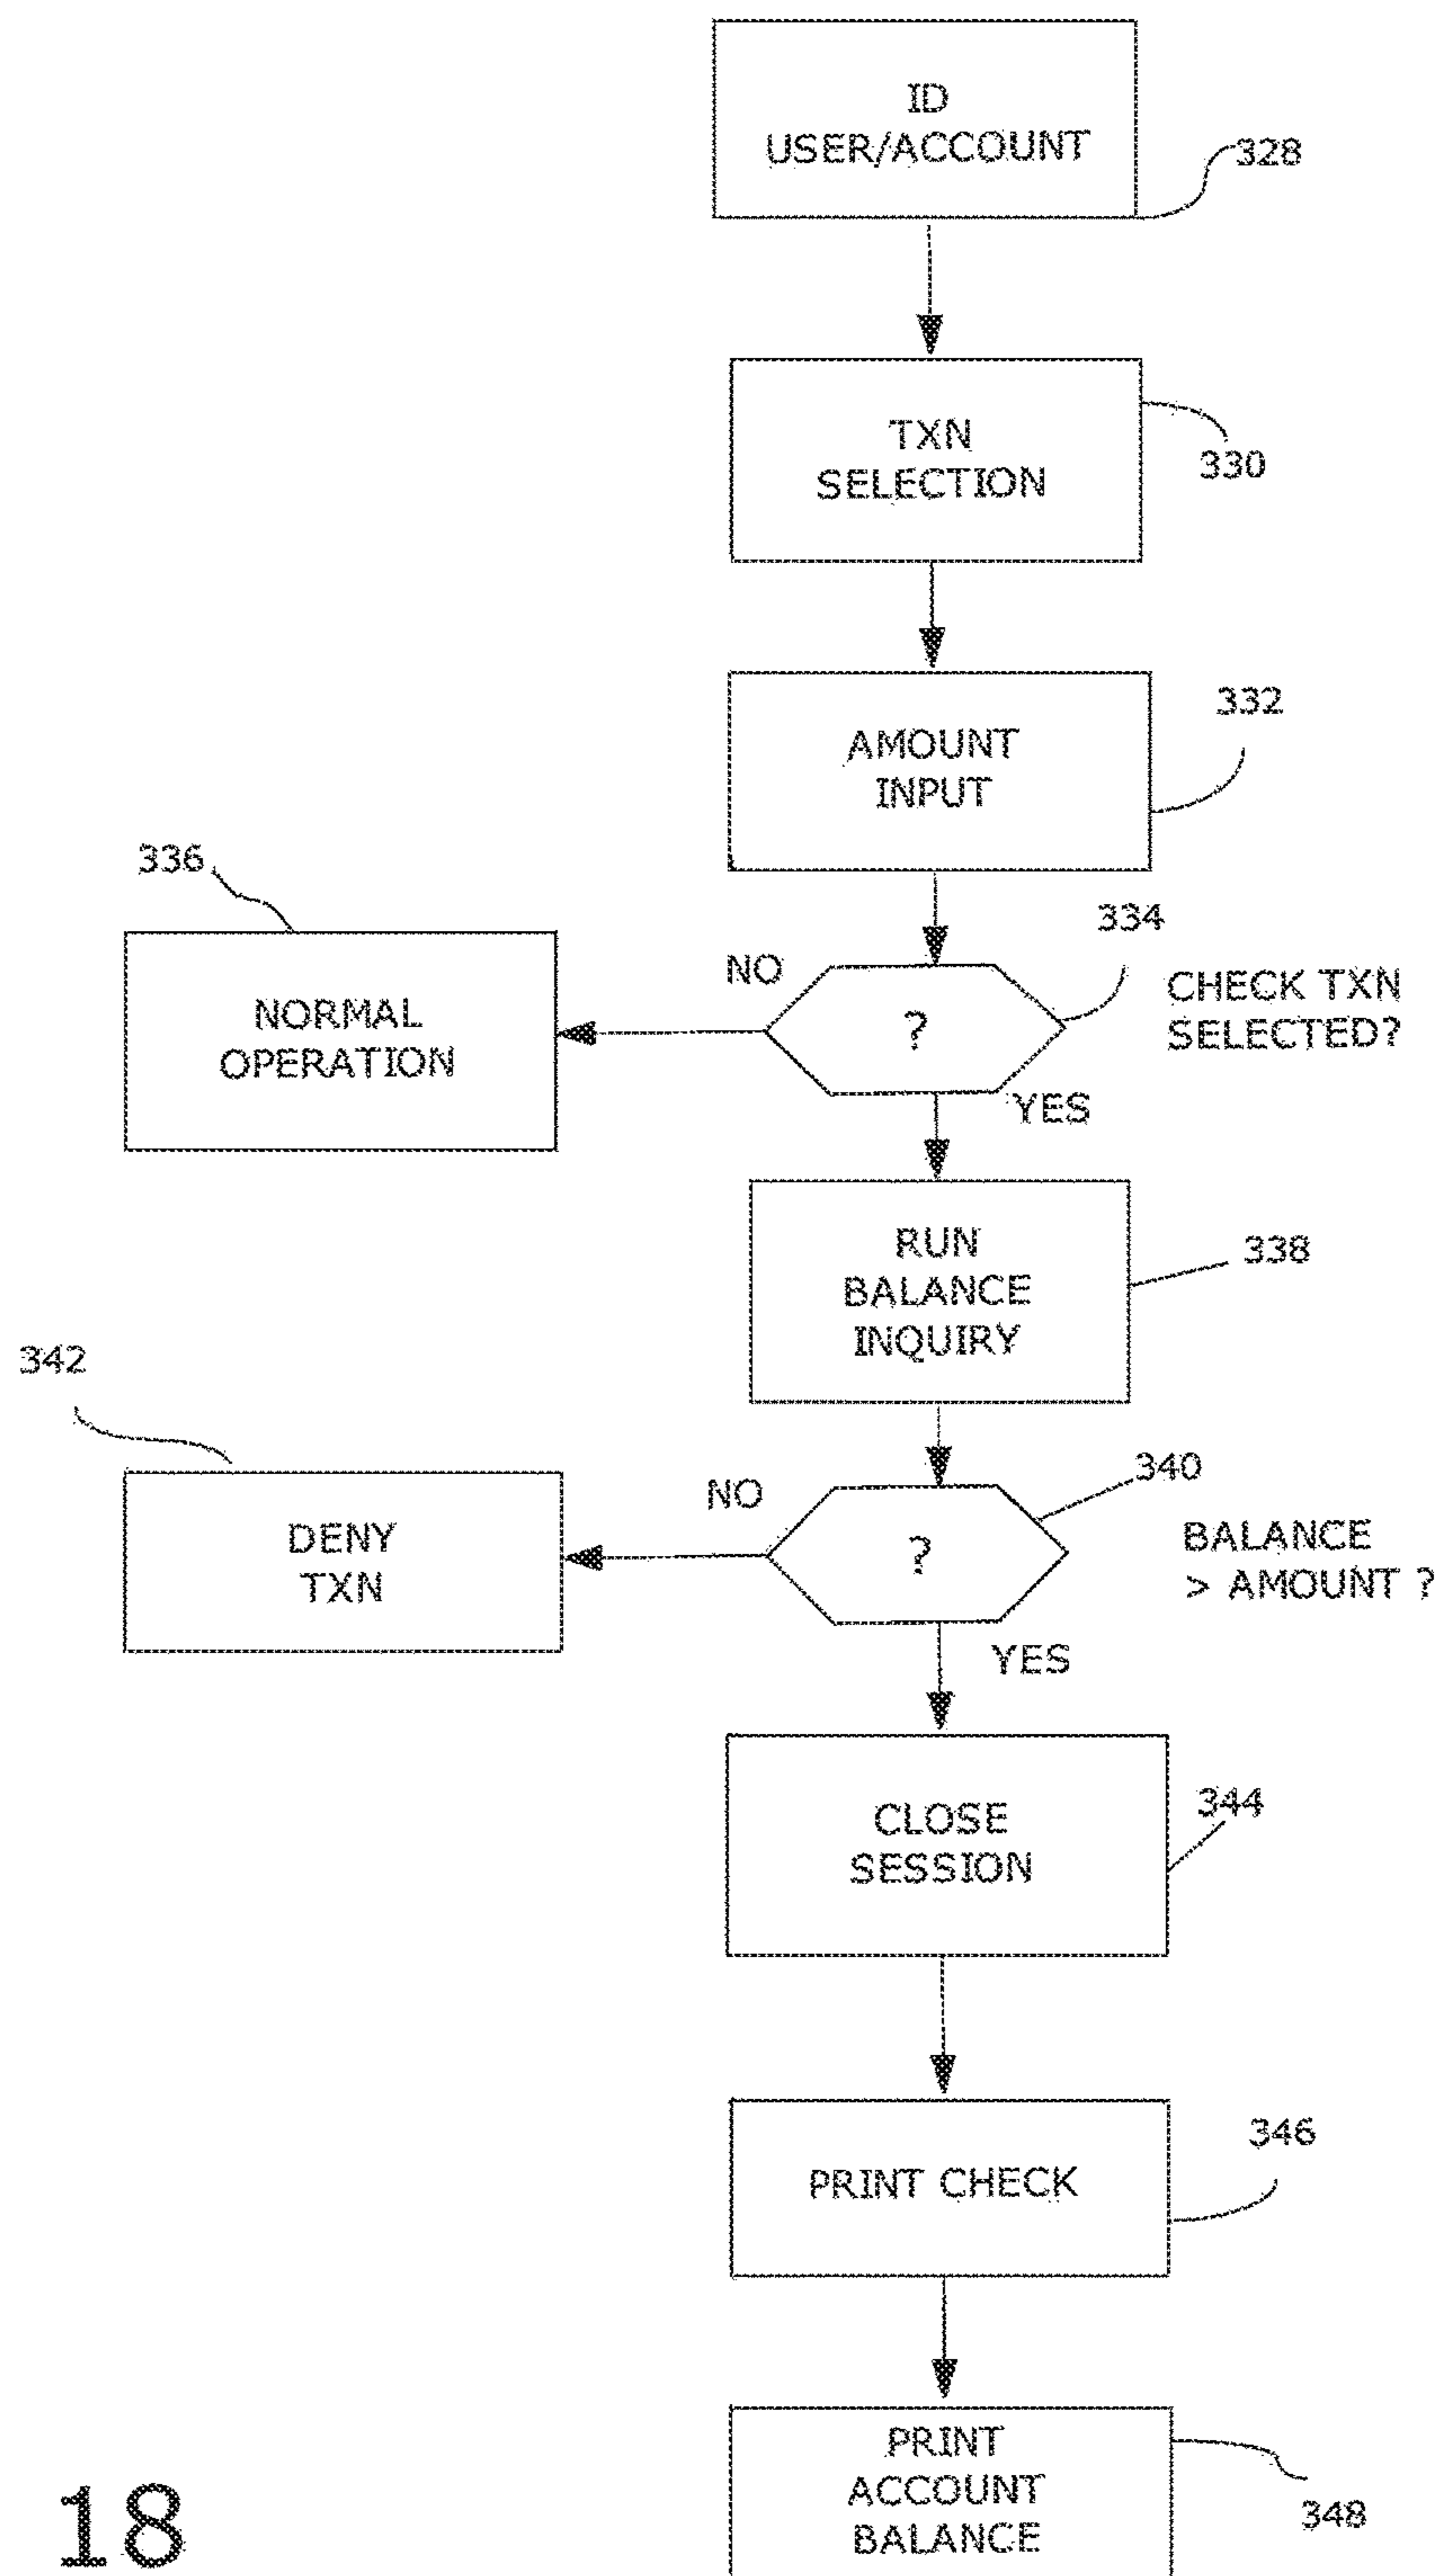 ID
USER/ACCOUNT
328
TXN
SELECTION
330
332
AMOUNT
INPUT
336
334
NO
CHECK TXN
SELECTED?
?
NORMAL
OPERATION
YES
RUN
BALANCE
INQUIRY
338
342
340
NO
BALANCE
> AMOUNT ?
?
DENY
TXN
YES
344
CLOSE
SESSION
346
PRINT CHECK
PRINT
ACCOUNT
BALANCE
348
18